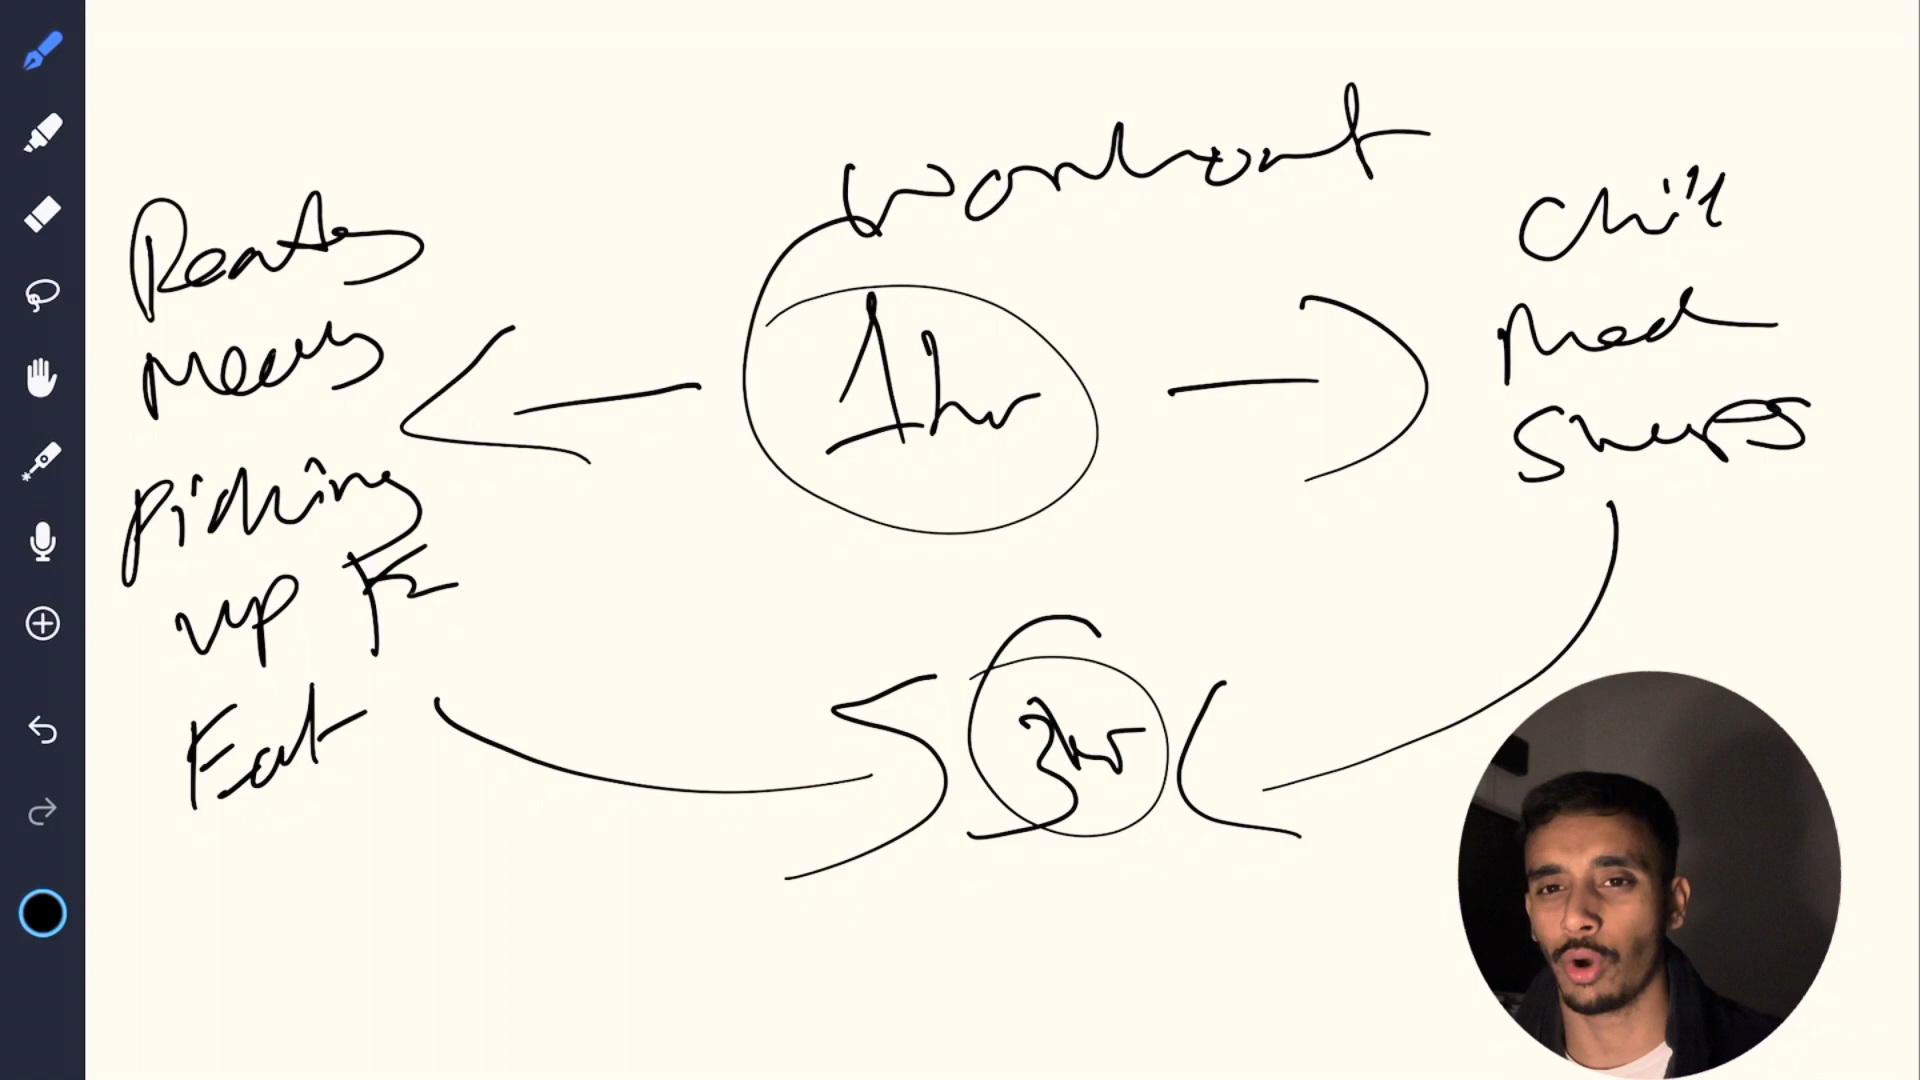 workout
1hr
Ready
Meals
Picking
up F
Eat
Chill
Med
3hr